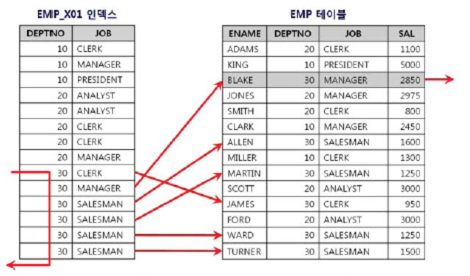 EMP_X01 인덱스
DEPTNO JOB
10 CLERK
10 MANAGER
10 PRESIDENT
20 ANALYST
20 ANALYST
20 CLERK
20 CLERK
20 MANAGER
30 CLERK
30 MANAGER
30 SALESMAN
30 SALESMAN
30 SALESMAN
30 SALESMAN
EMP 테이블
ENAME DEPTNO JOB SAL
ADAMS 20 CLERK 1100
KING 10 PRESIDENT 5000
BLAKE 30 MANAGER 2850
JONES 20 MANAGER 2975
SMITH 20 CLERK 800
CLARK 10 MANAGER 2450
ALLEN 30 SALESMAN 1600
MILLER 10 CLERK 1300
MARTIN 30 SALESMAN 1250
SCOTT 20 ANALYST 3000
JAMES 30 CLERK 950
FORD 20 ANALYST 3000
WARD 30 SALESMAN 1250
TURNER 30 SALESMAN 1500